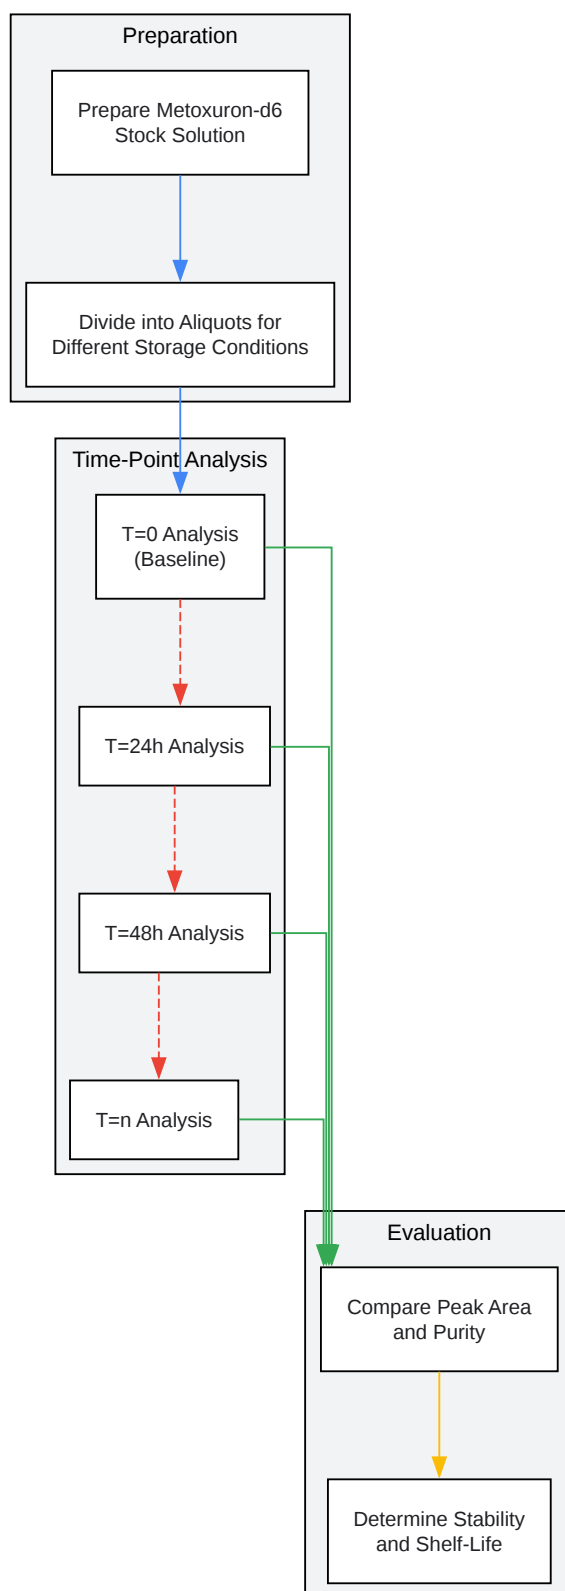 Preparation
Prepare Metoxuron-d6
Stock Solution
Divide into Aliquots for
Different Storage Conditions
Time-Point Analysis
T=0 Analysis
(Baseline)
T=24h Analysis
T=48h Analysis
T=n Analysis
Evaluation
Compare Peak Area
and Purity
Determine Stability
and Shelf-Life